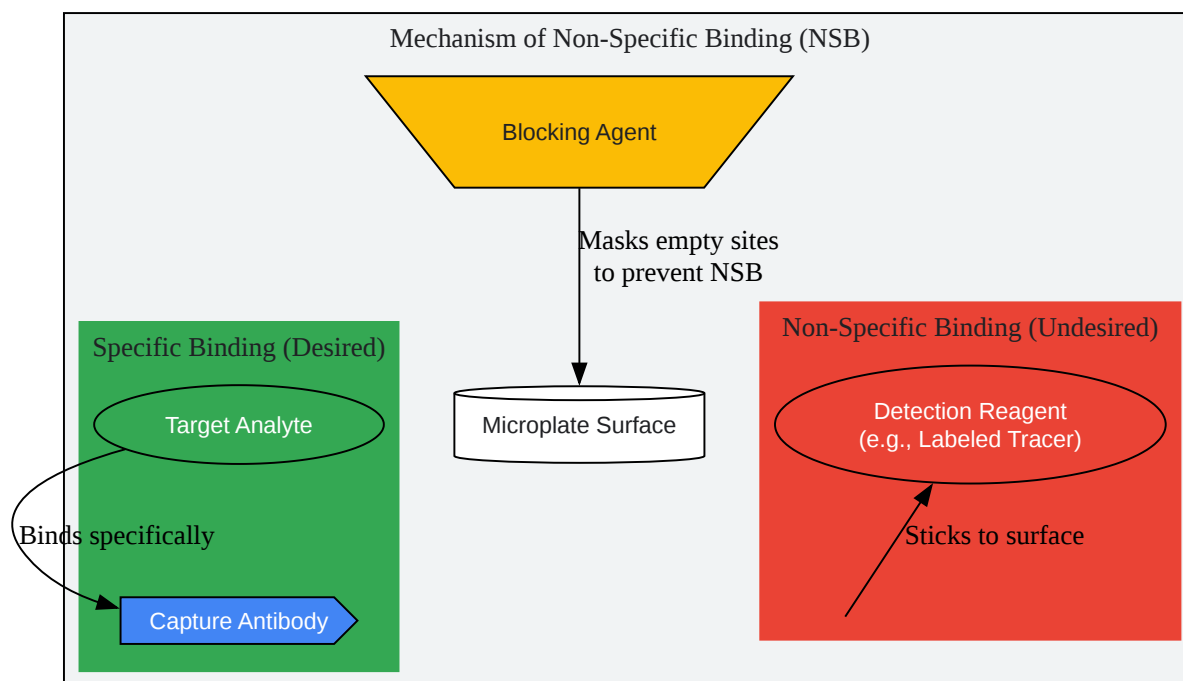 Mechanism of Non-Specific Binding (NSB)
Blocking Agent
Masks empty sites
to prevent NSB
Specific Binding (Desired)
Non-Specific Binding (Undesired)
Target Analyte
Microplate Surface
Detection Reagent
(e.g., Labeled Tracer)
Binds specifically
Sticks to surface
Capture Antibody